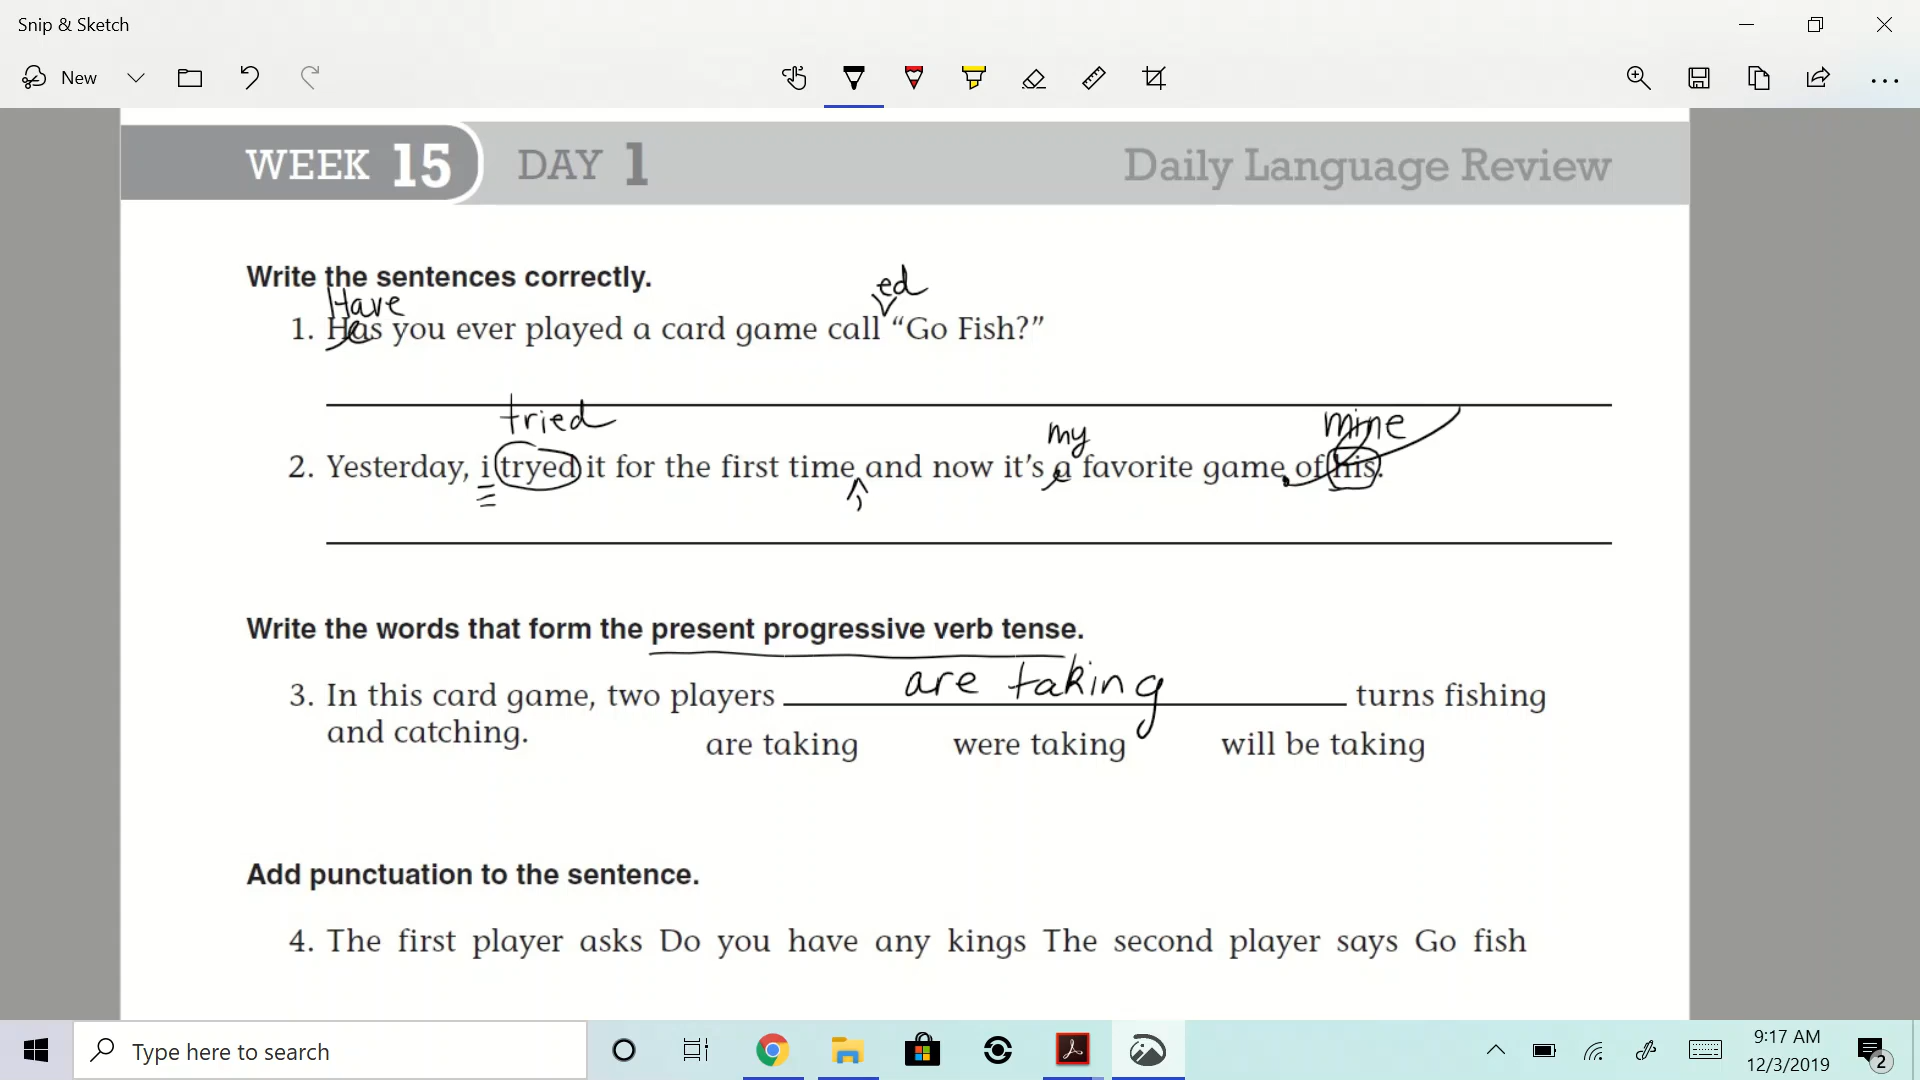 Snip & Sketch
New
WEEK 15 DAY 1 Daily Language Review
Write the sentences correctly.
ed
Have
1. Has you ever played a card game call “Go Fish?”
tried my mine
2. Yesterday, i tryed it for the first time and now it’s a favorite game of his.
,
Write the words that form the present progressive verb tense.
are taking
3. In this card game, two players turns fishing
and catching.
are taking were taking will be taking
Add punctuation to the sentence.
4. The first player asks Do you have any kings The second player says Go fish
Type here to search
9:17 AM
12/3/2019
2